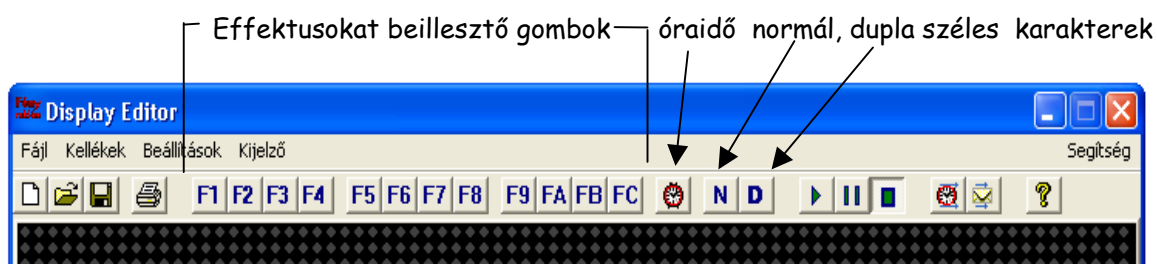 Effektusokat beillesztő gombok óraidő normál, dupla széles karakterek
Display Editor
Fájl Kellékek Beállítások Kijelző Segítség
F1 F2 F3 F4 F5 F6 F7 F8 F9 FA FB FC N D ?